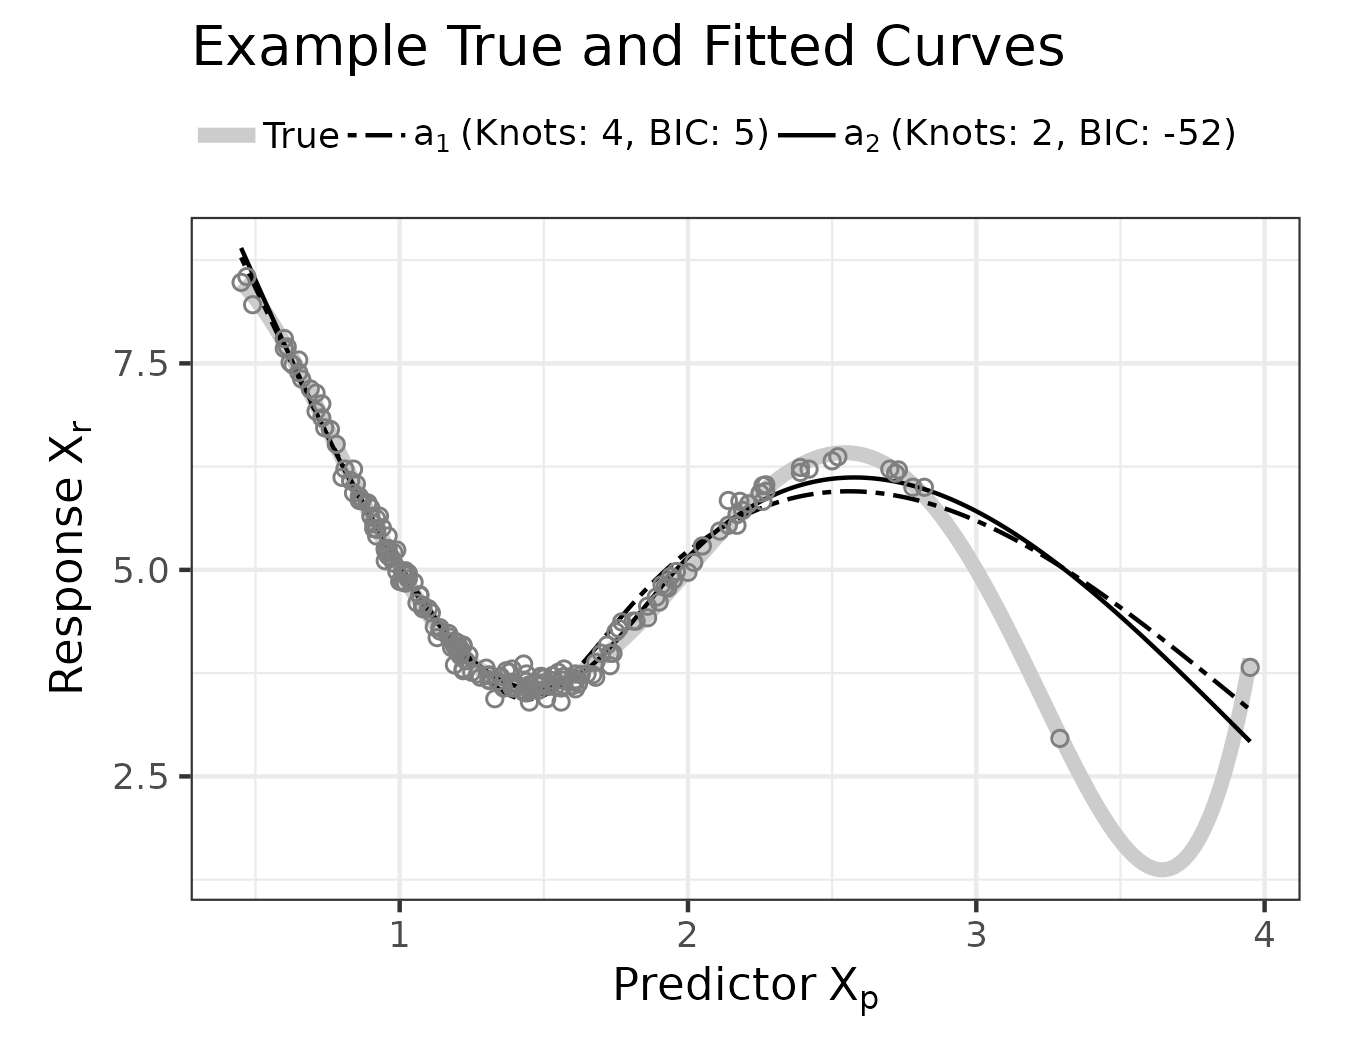 Example True and Fitted Curves
True a₁ (Knots: 4, BIC: 5) a₂ (Knots: 2, BIC: -52)
Response Xᵣ
7.5
5.0
2.5
1 2 3 4
Predictor Xₚ